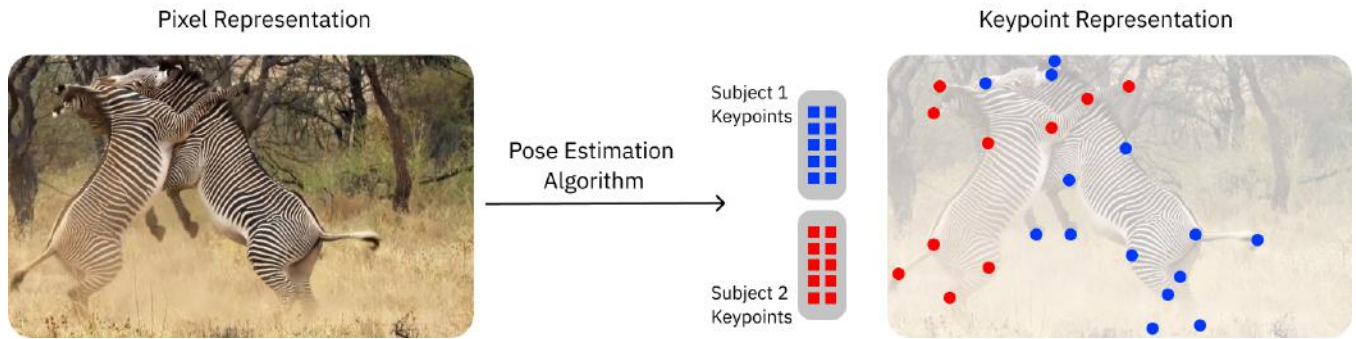 Pixel Representation
Keypoint Representation
Subject 1
Keypoints
Pose Estimation
Algorithm
Subject 2
Keypoints